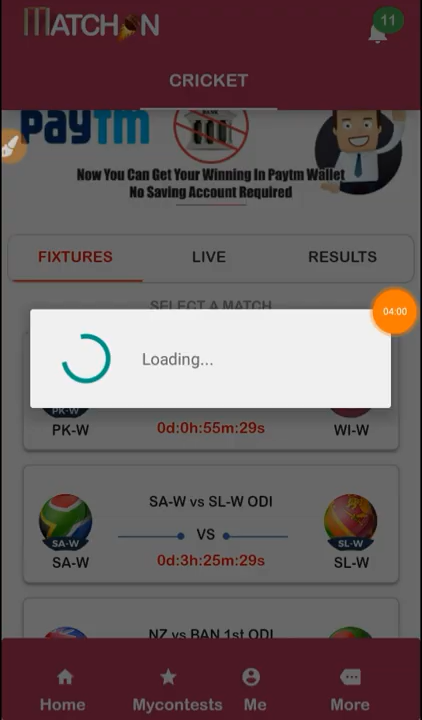 MATCHON
11
CRICKET
paytm
Now You Can Get Your Winning In Paytm Wallet
No Saving Account Required
FIXTURES
LIVE
RESULTS
SELECT A MATCH
04:00
Loading...
PK-W
PK-W
0d:0h:55m:29s
WI-W
SA-W vs SL-W ODI
VS
SA-W
SL-W
SA-W
0d:3h:25m:29s
SL-W
NZ vs BAN 1st ODI
Home
Mycontests
Me
More